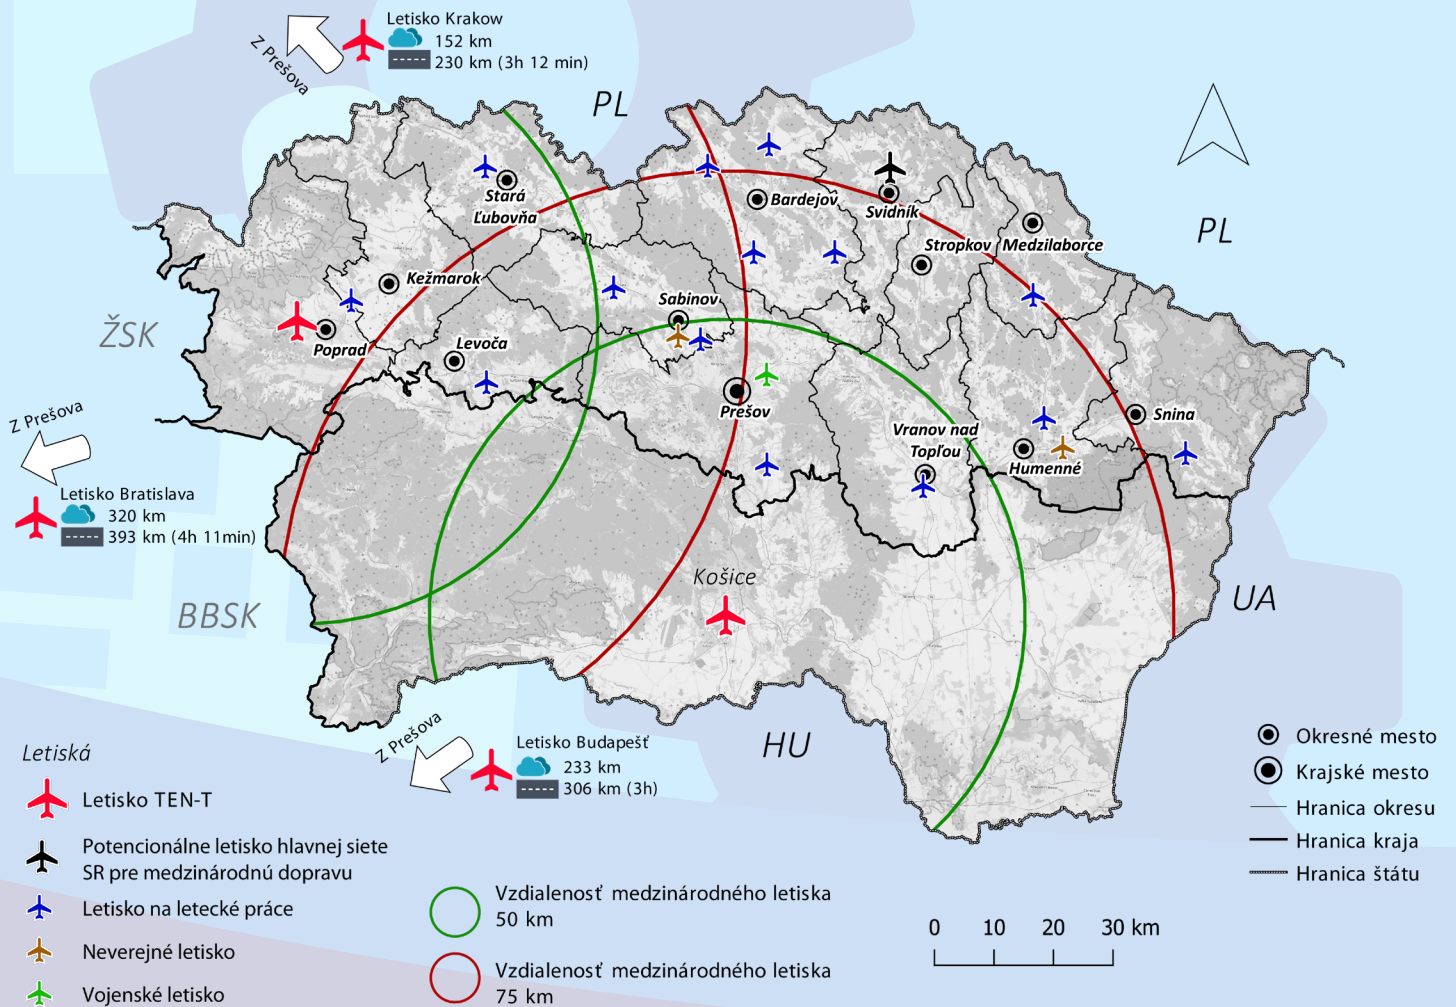 Letisko Krakow
152 km
230 km (3h 12 min)
Z Prešova
PL
PL
Stará
Ľubovňa
Bardejov
Svidník
Stropkov
Medzilaborce
Kežmarok
Sabinov
ŽSK
Poprad
Levoča
Prešov
Snina
Vranov nad
Topľou
Humenné
Z Prešova
Letisko Bratislava
320 km
393 km (4h 11min)
Košice
BBSK
UA
Z Prešova
Letisko Budapešť
233 km
306 km (3h)
HU
Letiská
Letisko TEN-T
Potencionálne letisko hlavnej siete
SR pre medzinárodnú dopravu
Letisko na letecké práce
Neverejné letisko
Vojenské letisko
Vzdialenosť medzinárodného letiska
50 km
Vzdialenosť medzinárodného letiska
75 km
0 10 20 30 km
Okresné mesto
Krajské mesto
Hranica okresu
Hranica kraja
Hranica štátu